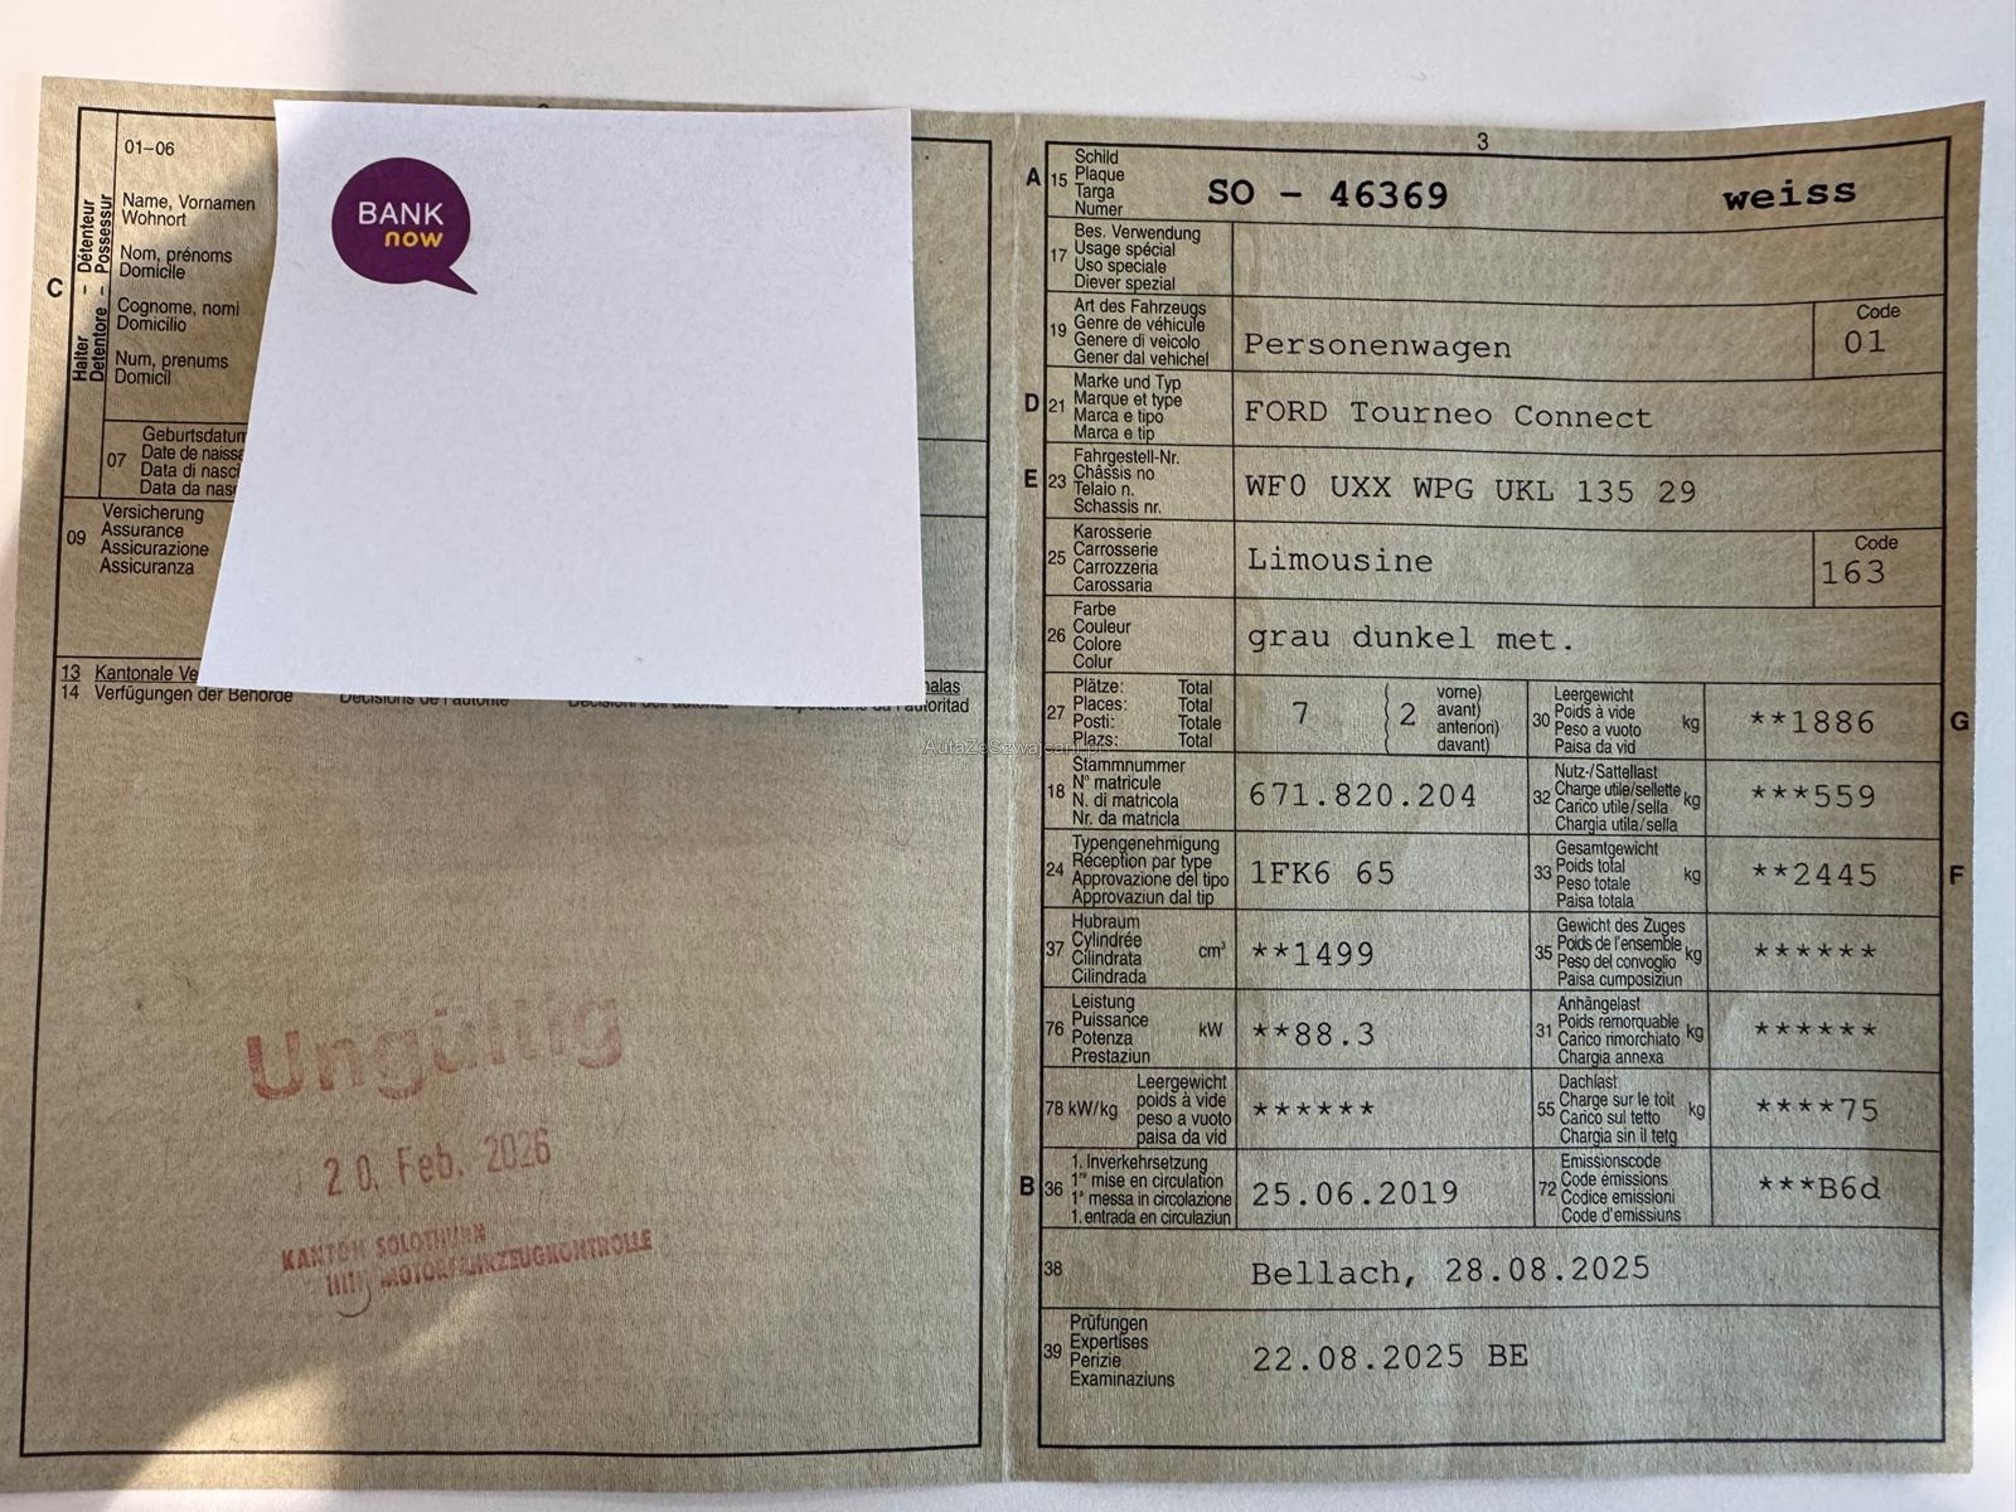 01-06
Name, Vornamen
Wohnort
Nom, prénoms
Domicile
Cognome, nomi
Domicilio
Num, prenums
Domicil
C
Halter - Détenteur
Detentore - Possessur
07
Geburtsdatum
Date de naissa
Data di nasci
Data da nas
09
Versicherung
Assurance
Assicurazione
Assicuranza
13 Kantonale Ve
nalas
14 Verfügungen der Behörde
utoritad
BANK
now
Ungültig
20. Feb. 2026
KANTON SOLOTHURN
MOTORFAHRZEUGKONTROLLE
AutaZeSzwajcarii.pl
3
A 15 Schild
Plaque
Targa
Numer
SO - 46369 weiss
17 Bes. Verwendung
Usage spécial
Uso speciale
Diever spezial
19 Art des Fahrzeugs
Genre de véhicule
Genere di veicolo
Gener dal vehichel
Personenwagen
Code
01
D 21 Marke und Typ
Marque et type
Marca e tipo
Marca e tip
FORD Tourneo Connect
E 23 Fahrgestell-Nr.
Châssis no
Telaio n.
Schassis nr.
WF0 UXX WPG UKL 135 29
25 Karosserie
Carrosserie
Carrozzeria
Carossaria
Limousine
Code
163
26 Farbe
Couleur
Colore
Colur
grau dunkel met.
27 Plätze: Total
Places: Total
Posti: Totale
Plazs: Total
7 2
vorne)
avant)
anteriori)
davant)
30 Leergewicht
Poids à vide
Peso a vuoto
Paisa da vid
kg **1886 G
18 Stammnummer
N° matricule
N. di matricola
Nr. da matricla
671.820.204
32 Nutz-/Sattellast
Charge utile/sellette
Carico utile/sella
Chargia utila/sella
kg ***559
24 Typengenehmigung
Réception par type
Approvazione del tipo
Approvaziun dal tip
1FK6 65
33 Gesamtgewicht
Poids total
Peso totale
Paisa totala
kg **2445 F
37 Hubraum
Cylindrée
Cilindrata
Cilindrada
cm³ **1499
35 Gewicht des Zuges
Poids de l'ensemble
Peso del convoglio
Paisa cumposiziun
kg ******
76 Leistung
Puissance
Potenza
Prestaziun
kW **88.3
31 Anhängelast
Poids remorquable
Carico rimorchiato
Chargia annexa
kg ******
78 kW/kg
Leergewicht
poids à vide
peso a vuoto
paisa da vid
******
55 Dachlast
Charge sur le toit
Carico sul tetto
Chargia sin il tetg
kg ****75
B 36 1. Inverkehrsetzung
1re mise en circulation
1a messa in circolazione
1. entrada en circulaziun
25.06.2019
72 Emissionscode
Code émissions
Codice emissioni
Code d'emissiuns
***B6d
38 Bellach, 28.08.2025
39 Prüfungen
Expertises
Perizie
Examinaziuns
22.08.2025 BE